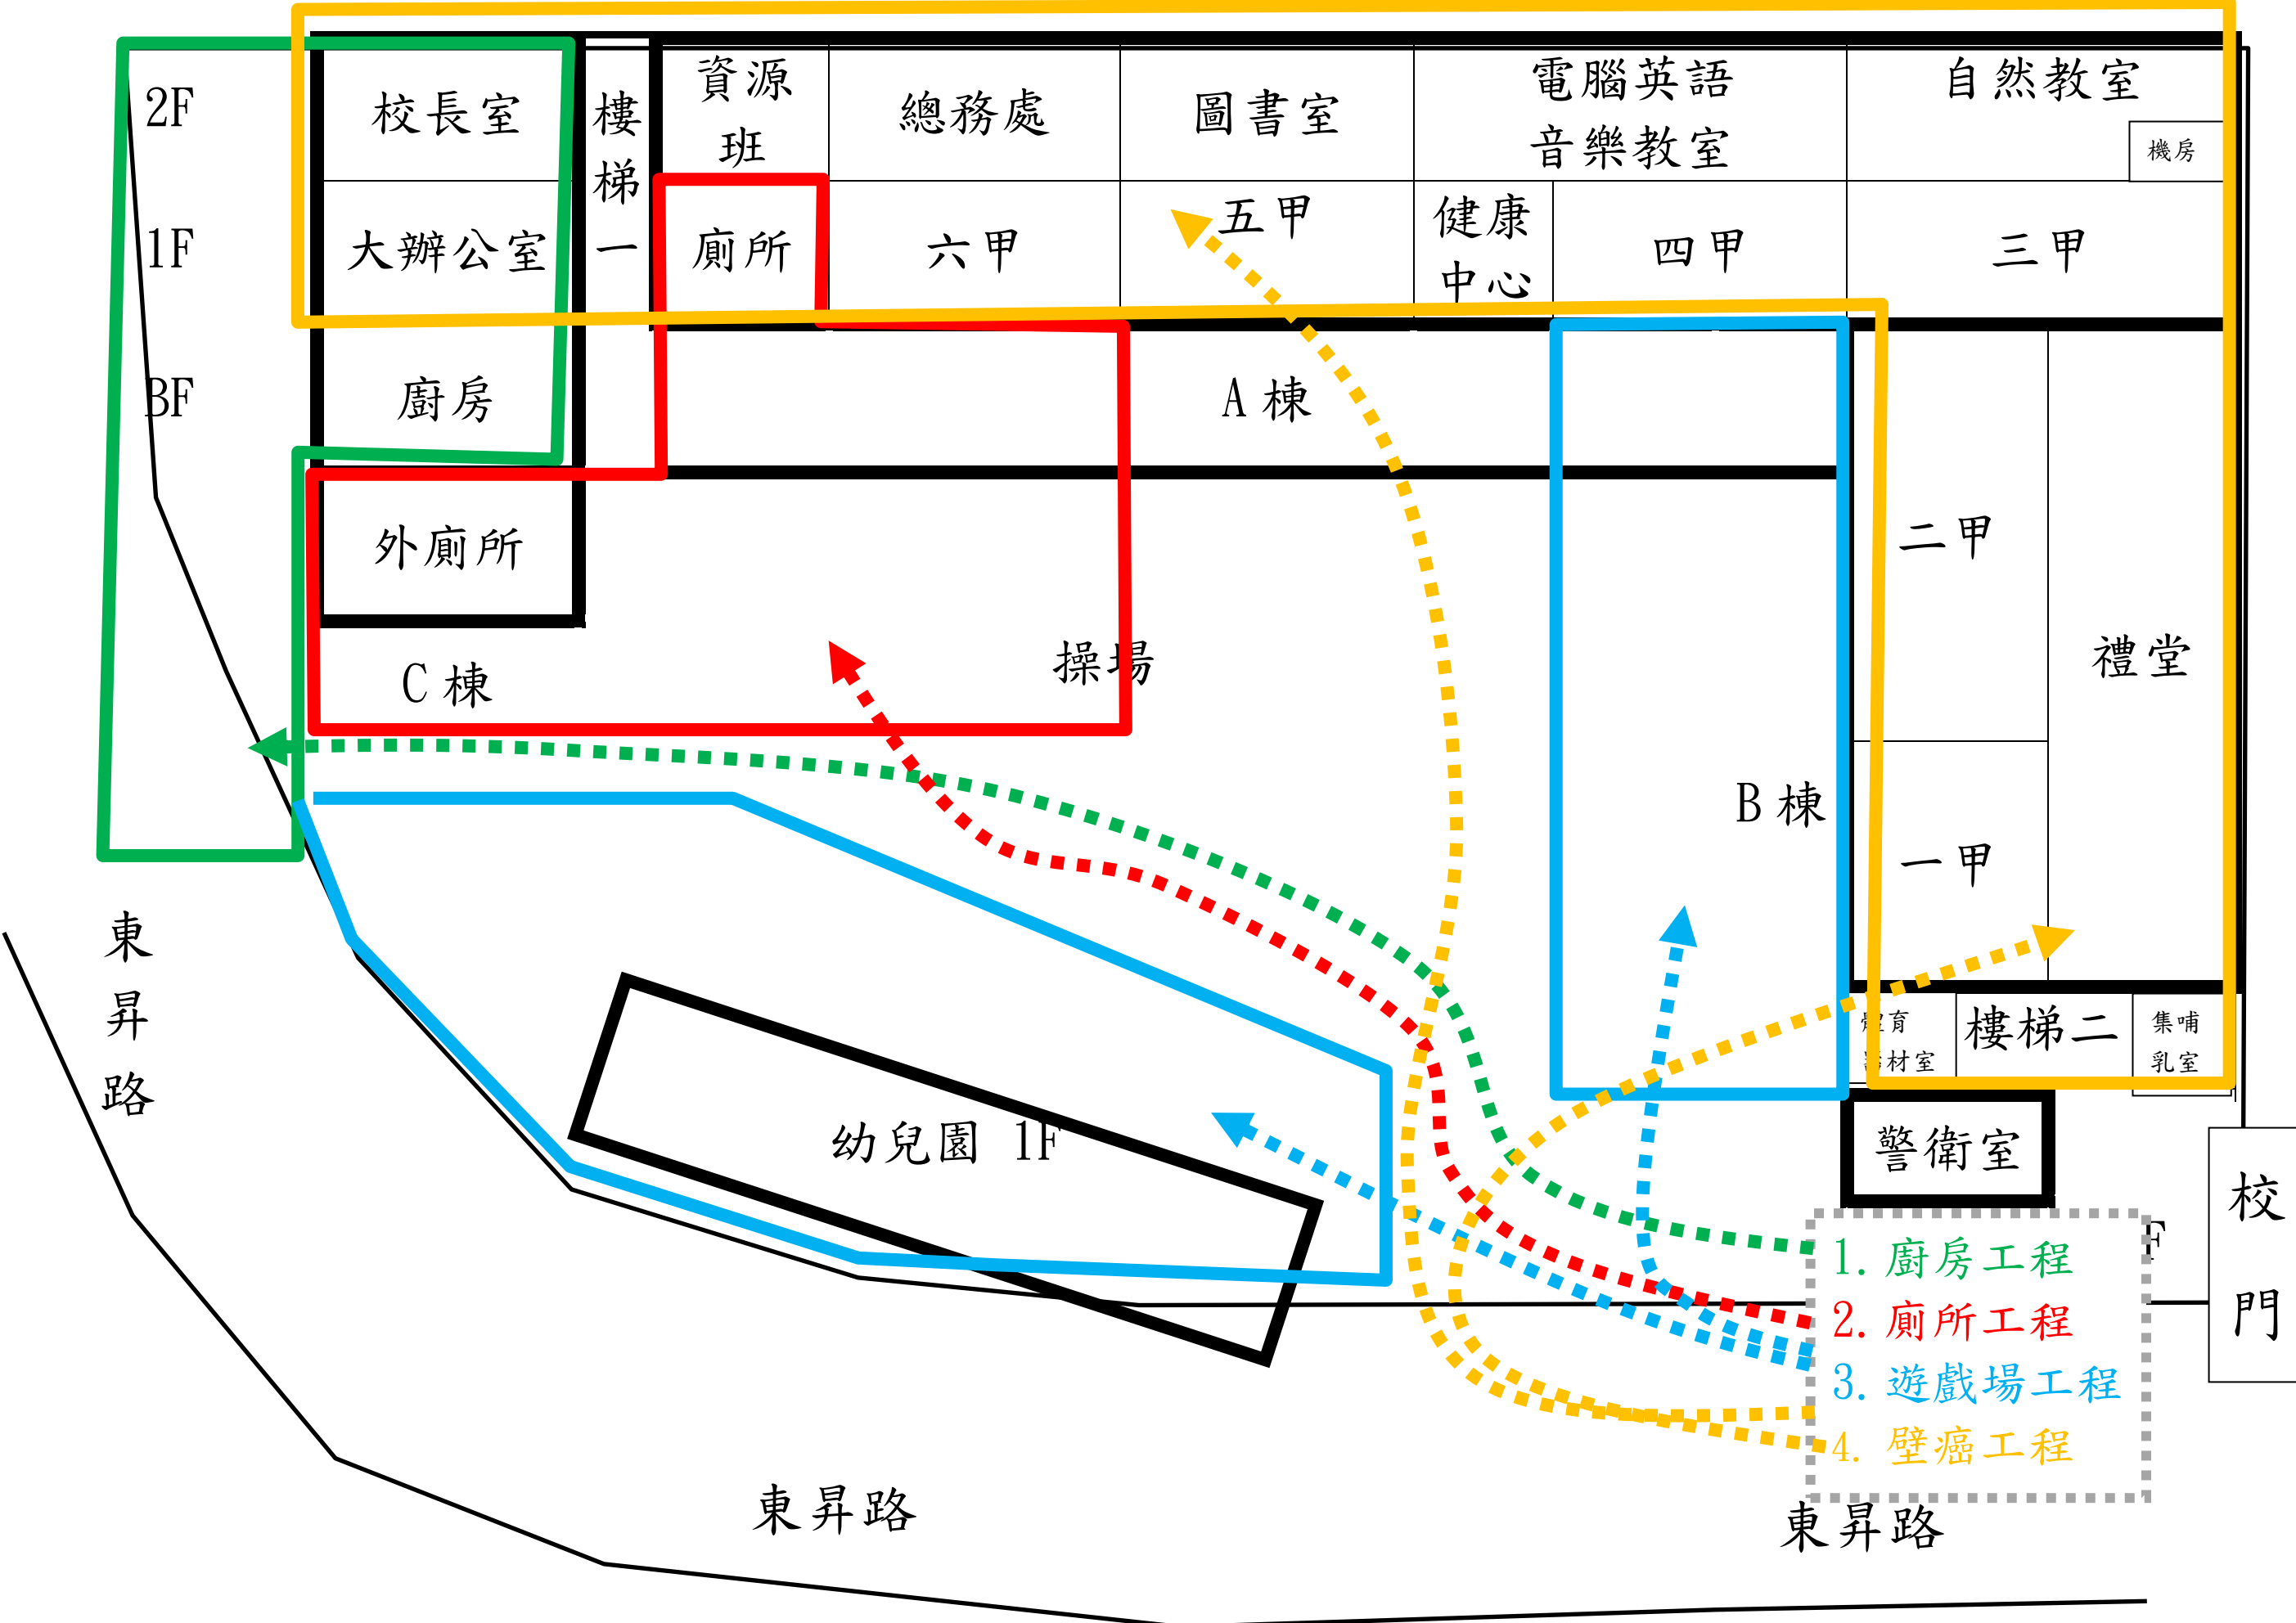 2F
校長室
樓梯一
資源
班
總務處
圖書室
電腦英語
音樂教室
自然教室
機房
1F
大辦公室
廁所
六甲
五甲
健康
中心
四甲
三甲
BF
廚房
A棟
外廁所
二甲
C棟
操場
禮堂
B棟
一甲
東昇路
體育
器材室
樓梯二
集哺
乳室
幼兒園 1F
警衛室
校門
F
1. 廚房工程
2. 廁所工程
3. 遊戲場工程
4. 壁癌工程
東昇路
東昇路